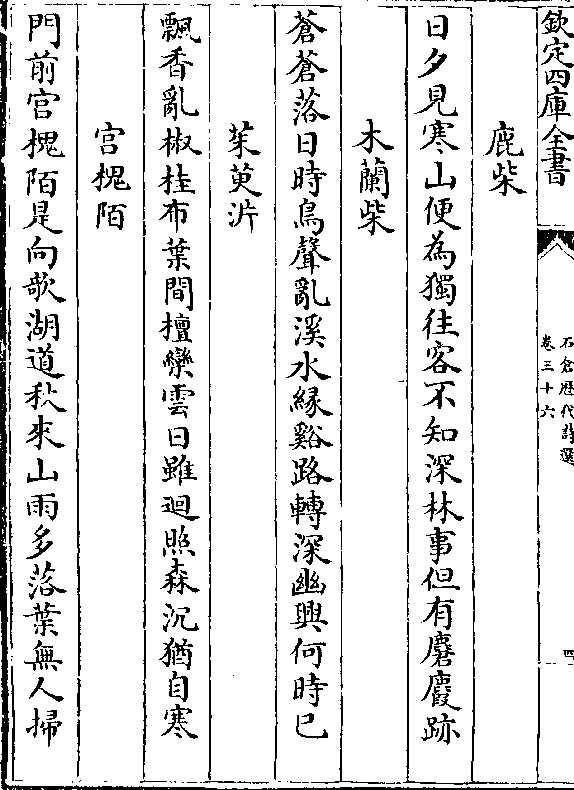 欽定四庫全書
石倉歴代詩選
卷三十六
四
鹿柴
日夕見寒山便為獨往客不知深林事但有麏麚跡
木蘭柴
蒼蒼落日時鳥聲亂溪水緣谿路轉深幽興何時已
茱萸沜
飄香亂椒桂布葉間檀欒雲日雖迴照森沉猶自寒
宫槐陌
門前宫槐陌是向歌湖道秋來山雨多落葉無人掃